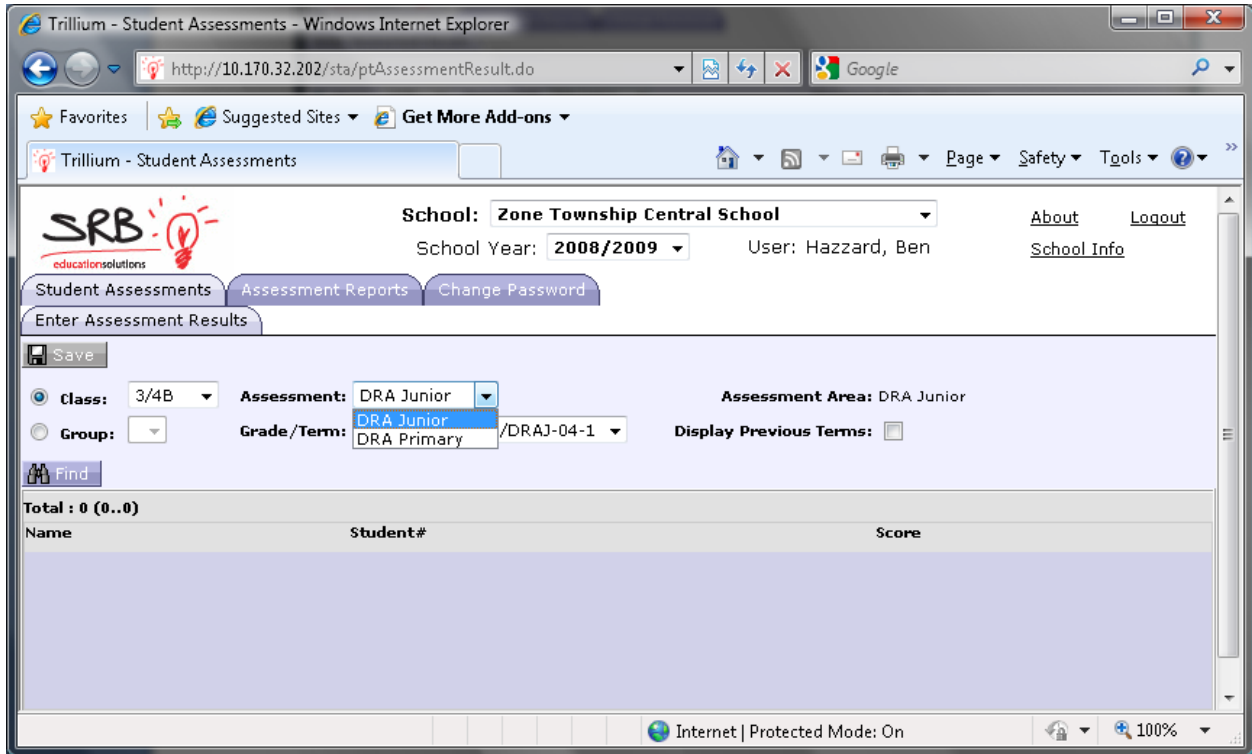 Trillium - Student Assessments - Windows Internet Explorer
http://10.170.32.202/sta/ptAssessmentResult.do
Google
Favorites Suggested Sites Get More Add-ons
Trillium - Student Assessments Page Safety Tools »
SRB educationsolutions
School: Zone Township Central School About Logout
School Year: 2008/2009 User: Hazzard, Ben School Info
Student Assessments Assessment Reports Change Password
Enter Assessment Results
Save
Class: 3/4B Assessment: DRA Junior Assessment Area: DRA Junior
DRA Junior
DRA Primary
Group: Grade/Term: /DRAJ-04-1 Display Previous Terms:
Find
Total : 0 (0..0)
Name Student# Score
Internet | Protected Mode: On 100%